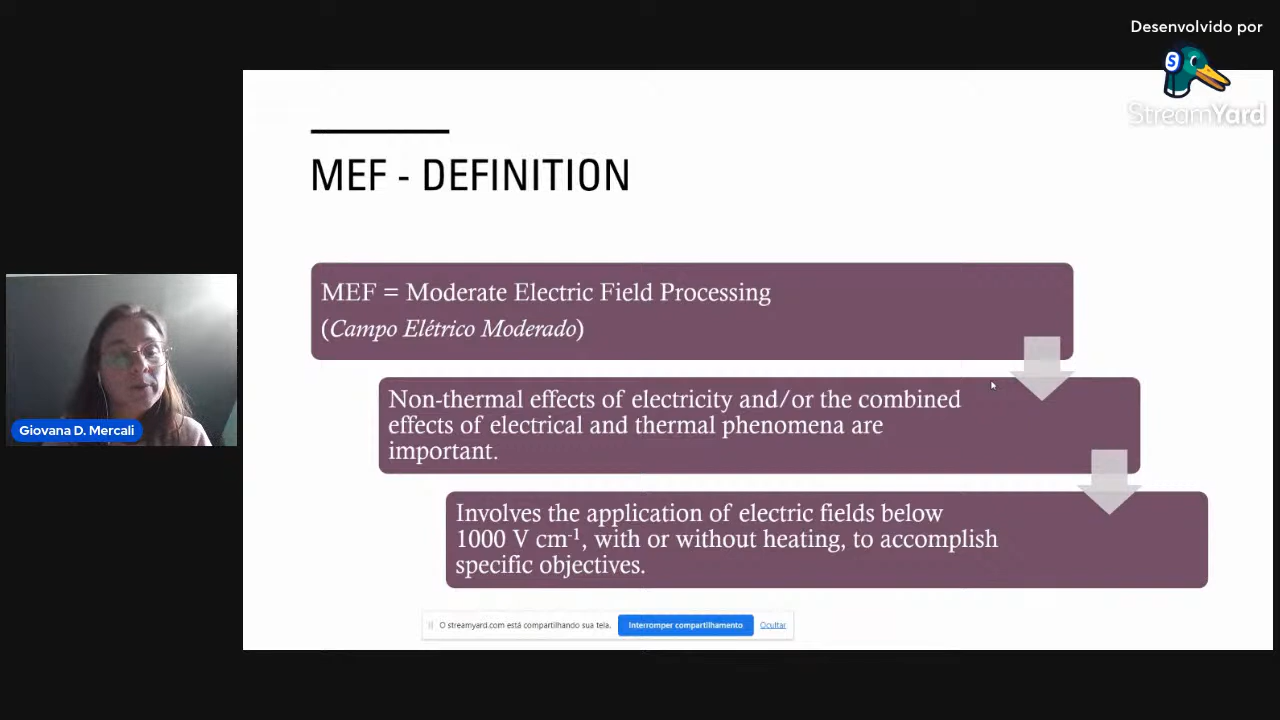 Desenvolvido por
StreamYard
MEF - DEFINITION
MEF = Moderate Electric Field Processing
(Campo Elétrico Moderado)
Non-thermal effects of electricity and/or the combined
effects of electrical and thermal phenomena are
important.
Involves the application of electric fields below
1000 V cm⁻¹, with or without heating, to accomplish
specific objectives.
Giovana D. Mercali
O streamyard.com está compartilhando sua tela. Interromper compartilhamento Ocultar